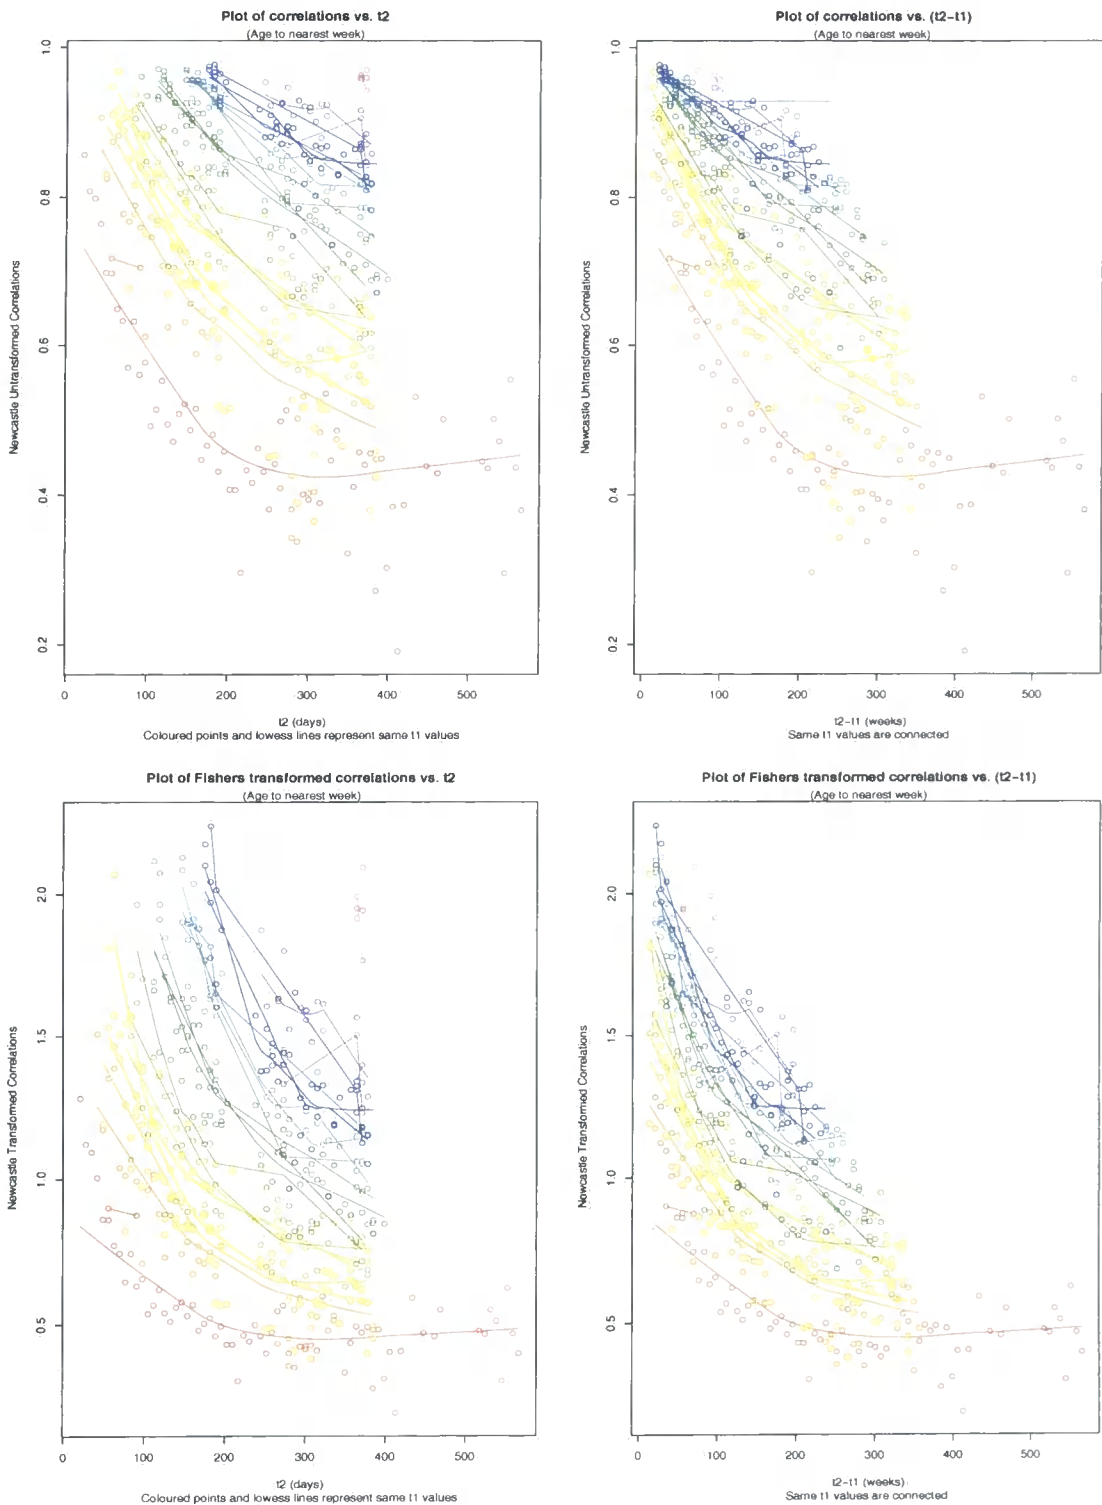 Plot of correlations vs. t2
(Age to nearest week)
Newcastle Untransformed Correlations
1.0
0.8
0.6
0.4
0.2
0
100
200
300
400
500
t2 (days)
Coloured points and lowess lines represent same t1 values
Plot of correlations vs. (t2-t1)
(Age to nearest week)
Newcastle Untransformed Correlations
1.0
0.8
0.6
0.4
0.2
0
100
200
300
400
500
t2-t1 (weeks)
Same t1 values are connected
Plot of Fishers transformed correlations vs. t2
(Age to nearest week)
Newcastle Transformed Correlations
2.0
1.5
1.0
0.5
0
100
200
300
400
500
t2 (days)
Coloured points and lowess lines represent same t1 values
Plot of Fishers transformed correlations vs. (t2-t1)
(Age to nearest week)
Newcastle Transformed Correlations
2.0
1.5
1.0
0.5
0
100
200
300
400
500
t2-t1 (weeks)
Same t1 values are connected